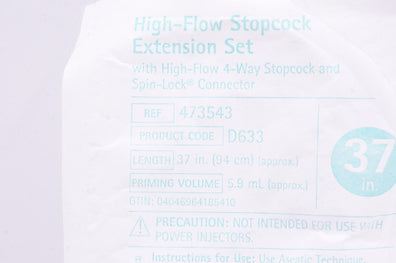 High-Flow Stopcock
Extension Set
with High-Flow 4-Way Stopcock and
Spin-Lock® Connector
REF 473543
PRODUCT CODE D633
LENGTH 37 in. (94 cm) (approx.)
PRIMING VOLUME 5.9 mL (approx.)
37
in.
GTIN: 04046964186410
PRECAUTION: NOT INTENDED FOR USE WITH
POWER INJECTORS.
Instructions for Use: Use Aseptic Technique